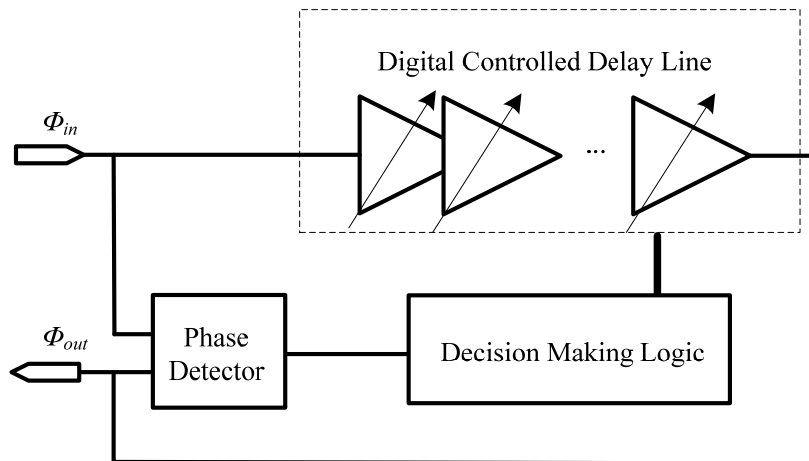 Digital Controlled Delay Line
Φin
...
Φout
Phase
Detector
Decision Making Logic